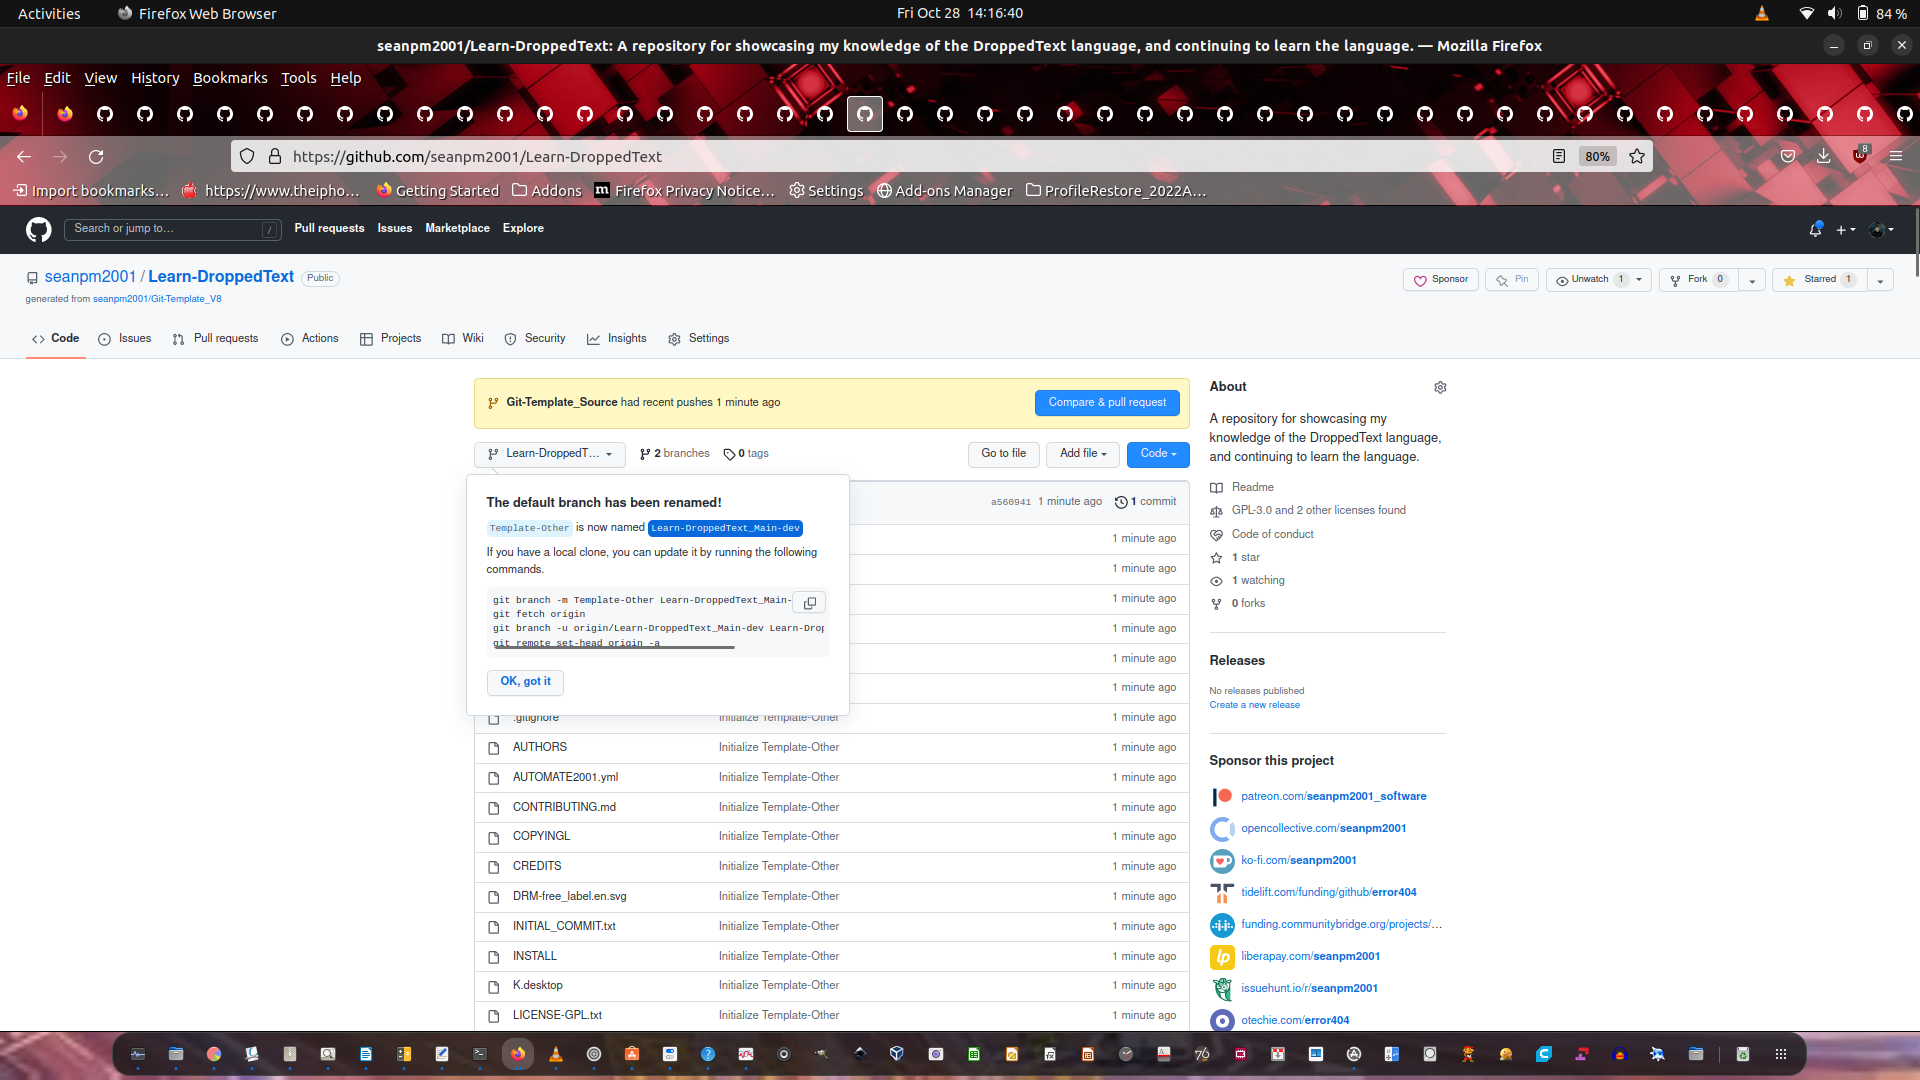 Activities
Firefox Web Browser
Fri Oct 28  14:16:40
84 %
seanpm2001/Learn-DroppedText: A repository for showcasing my knowledge of the DroppedText language, and continuing to learn the language. — Mozilla Firefox
File Edit View History Bookmarks Tools Help
https://github.com/seanpm2001/Learn-DroppedText
80%
8
Import bookmarks…
https://www.theipho…
Getting Started
Addons
Firefox Privacy Notice…
Settings
Add-ons Manager
ProfileRestore_2022A…
Search or jump to…
/
Pull requests Issues Marketplace Explore
seanpm2001 / Learn-DroppedText Public
generated from seanpm2001/Git-Template_V8
Sponsor
Pin
Unwatch 1
Fork 0
Starred 1
Code
Issues
Pull requests
Actions
Projects
Wiki
Security
Insights
Settings
Git-Template_Source had recent pushes 1 minute ago
Compare & pull request
Learn-DroppedT…
2 branches
0 tags
Go to file
Add file
Code
The default branch has been renamed!
Template-Other is now named Learn-DroppedText_Main-dev
If you have a local clone, you can update it by running the following
commands.
git branch -m Template-Other Learn-DroppedText_Main-
git fetch origin
git branch -u origin/Learn-DroppedText_Main-dev Learn-Drop
git remote set-head origin -a
OK, got it
a560941 1 minute ago 1 commit
1 minute ago
1 minute ago
1 minute ago
1 minute ago
1 minute ago
1 minute ago
.gitignore Initialize Template-Other 1 minute ago
AUTHORS Initialize Template-Other 1 minute ago
AUTOMATE2001.yml Initialize Template-Other 1 minute ago
CONTRIBUTING.md Initialize Template-Other 1 minute ago
COPYINGL Initialize Template-Other 1 minute ago
CREDITS Initialize Template-Other 1 minute ago
DRM-free_label.en.svg Initialize Template-Other 1 minute ago
INITIAL_COMMIT.txt Initialize Template-Other 1 minute ago
INSTALL Initialize Template-Other 1 minute ago
K.desktop Initialize Template-Other 1 minute ago
LICENSE-GPL.txt Initialize Template-Other 1 minute ago
About
A repository for showcasing my
knowledge of the DroppedText language,
and continuing to learn the language.
Readme
GPL-3.0 and 2 other licenses found
Code of conduct
1 star
1 watching
0 forks
Releases
No releases published
Create a new release
Sponsor this project
patreon.com/seanpm2001_software
opencollective.com/seanpm2001
ko-fi.com/seanpm2001
tidelift.com/funding/github/error404
funding.communitybridge.org/projects/…
liberapay.com/seanpm2001
issuehunt.io/r/seanpm2001
otechie.com/error404